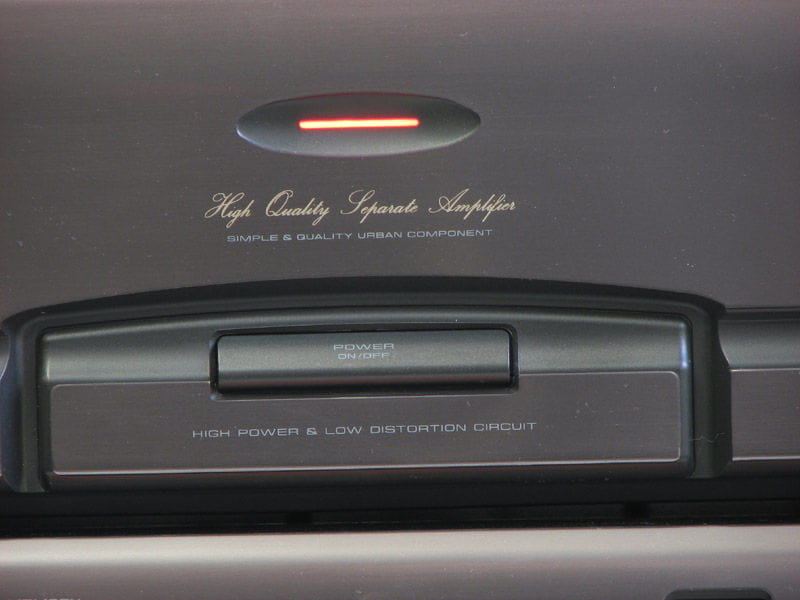 High Quality Separate Amplifier
SIMPLE & QUALITY URBAN COMPONENT
POWER
ON/OFF
HIGH POWER & LOW DISTORTION CIRCUIT